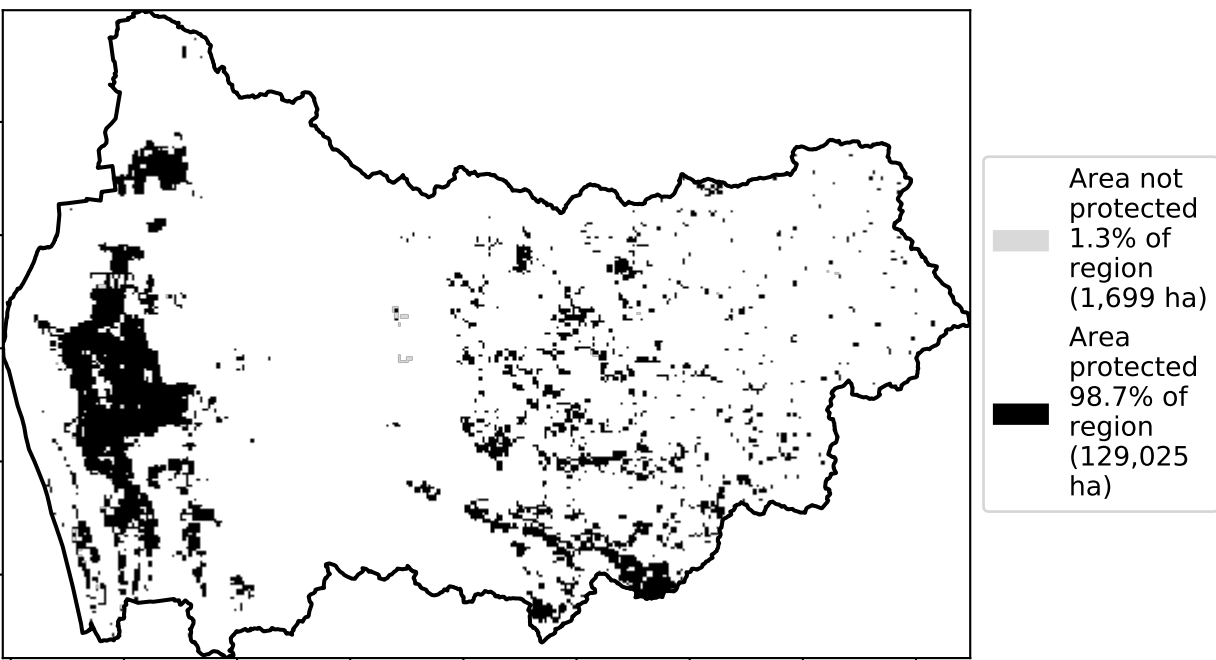 Area not
protected
1.3% of
region
(1,699 ha)
Area
protected
98.7% of
region
(129,025
ha)